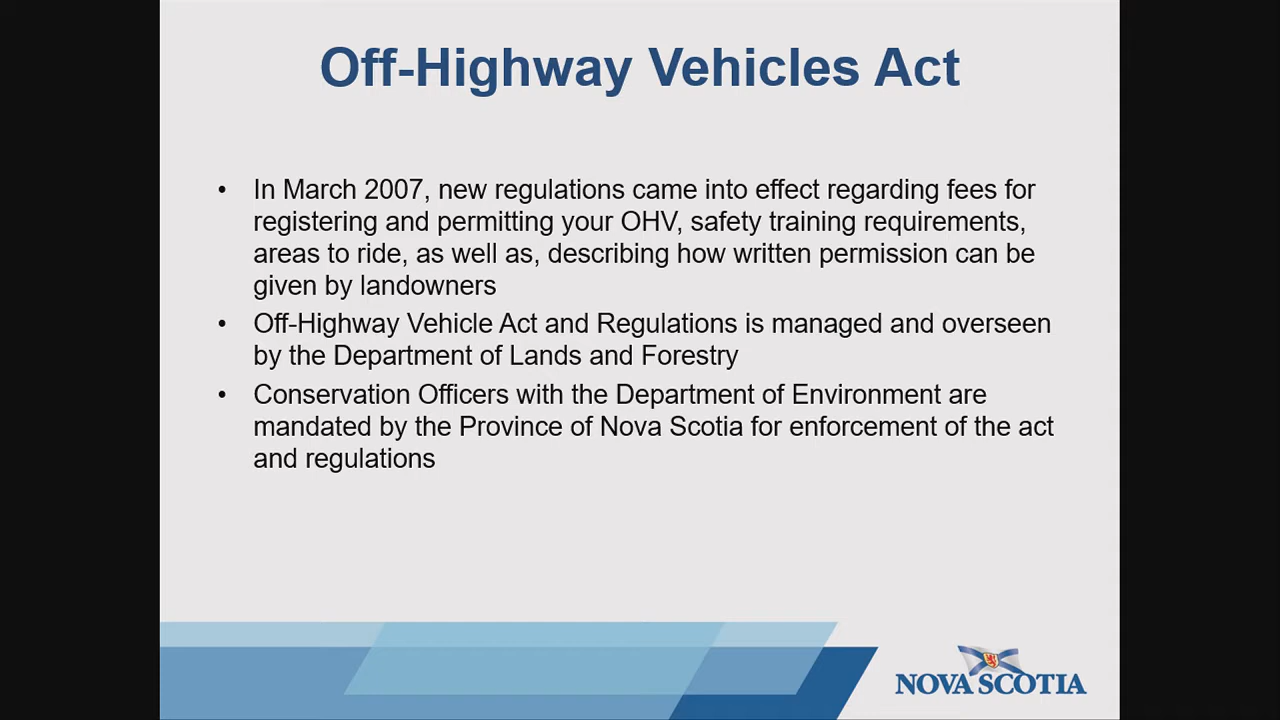 Off-Highway Vehicles Act
• In March 2007, new regulations came into effect regarding fees for
registering and permitting your OHV, safety training requirements,
areas to ride, as well as, describing how written permission can be
given by landowners
• Off-Highway Vehicle Act and Regulations is managed and overseen
by the Department of Lands and Forestry
• Conservation Officers with the Department of Environment are
mandated by the Province of Nova Scotia for enforcement of the act
and regulations
NOVA SCOTIA